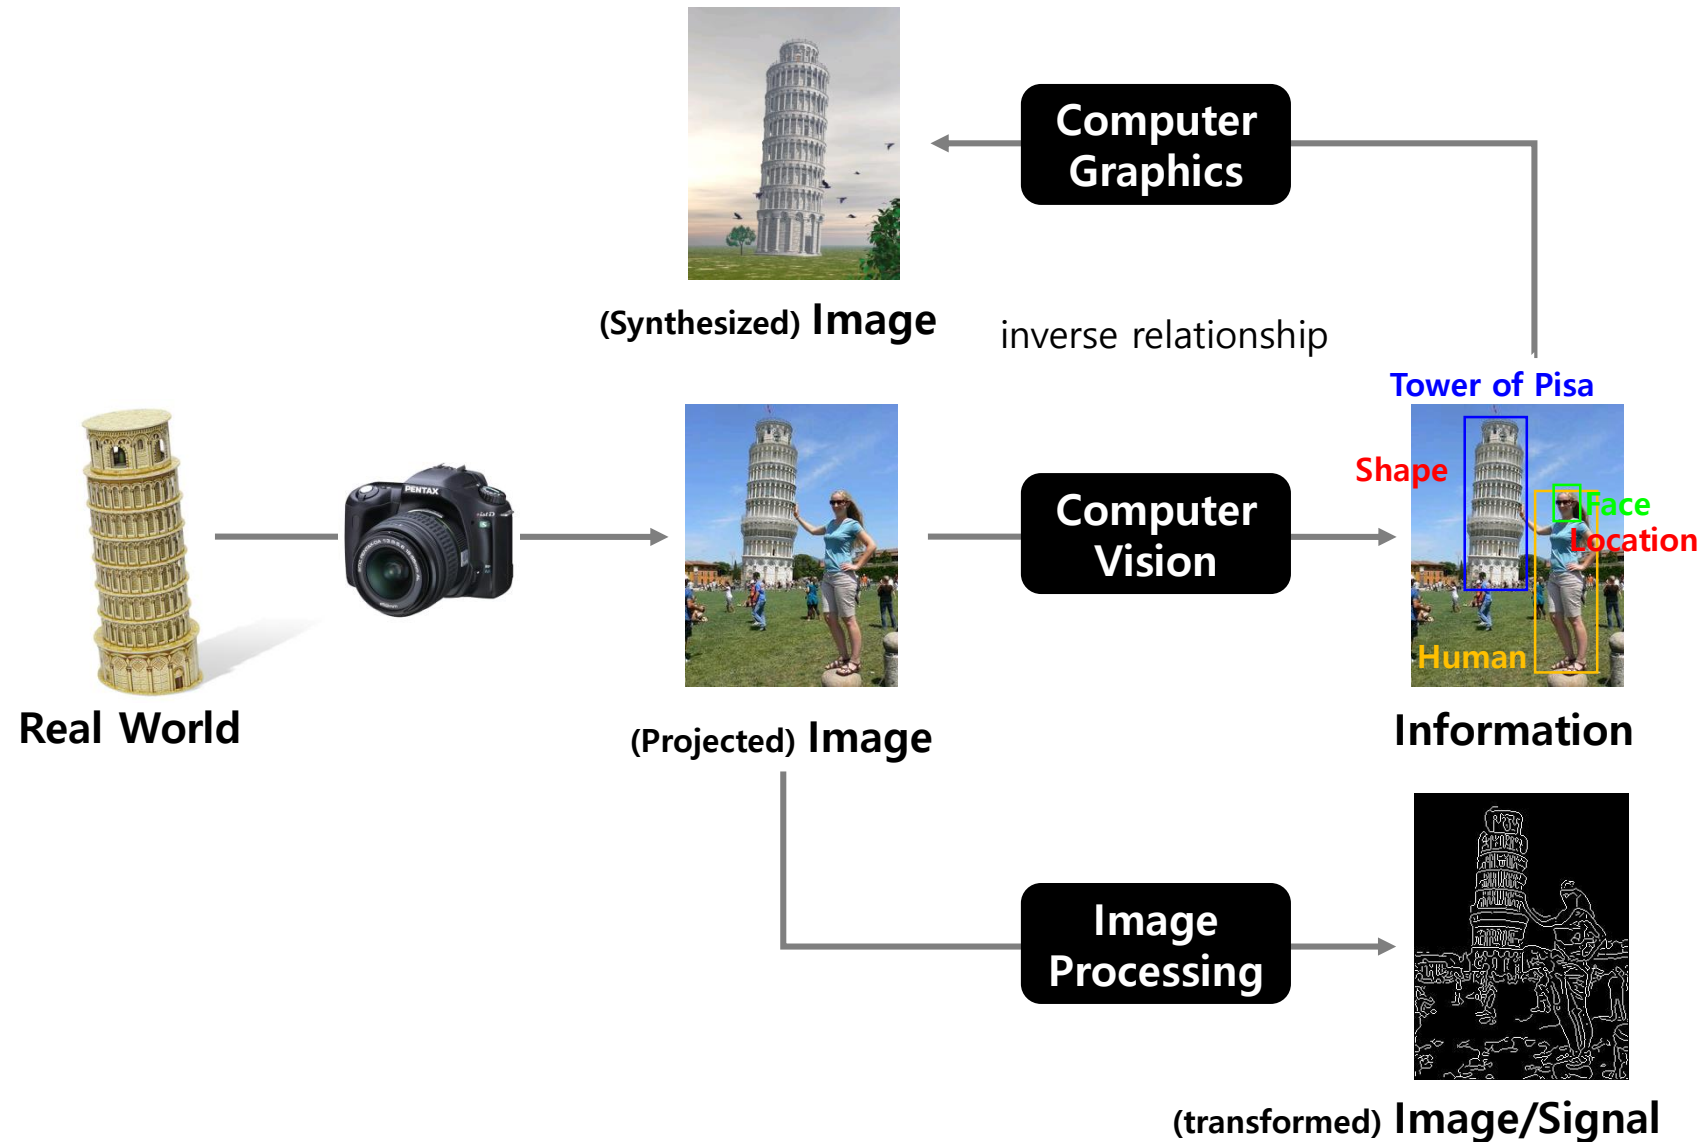 Computer
Graphics
(Synthesized) Image
inverse relationship
Tower of Pisa
Shape
Face
Location
Human
PENTAX
Computer
Vision
Real World
(Projected) Image
Information
Image
Processing
(transformed) Image/Signal